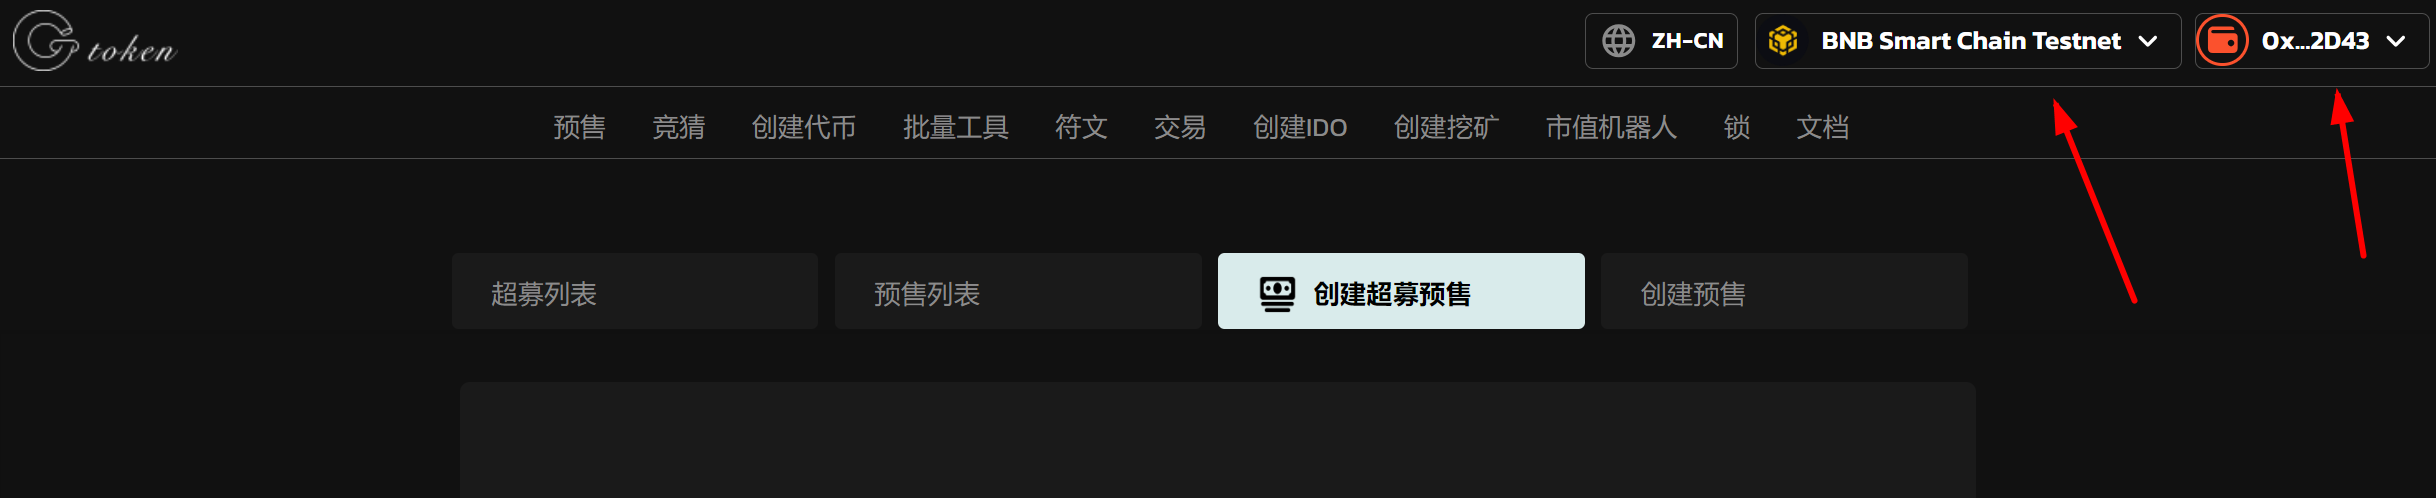 GP token
ZH-CN
BNB Smart Chain Testnet
0x...2D43
预售 竞猜 创建代币 批量工具 符文 交易 创建IDO 创建挖矿 市值机器人 锁 文档
超募列表 预售列表 创建超募预售 创建预售